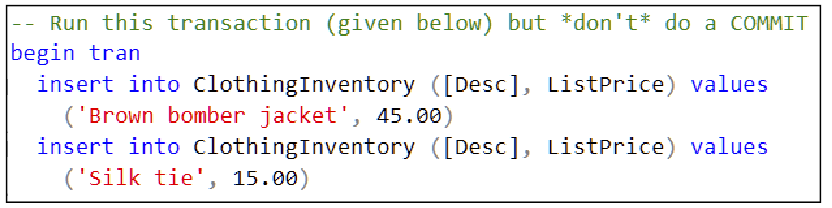 -- Run this transaction (given below) but *don't* do a COMMIT
begin tran
insert into ClothingInventory ([Desc], ListPrice) values
('Brown bomber jacket', 45.00)
insert into ClothingInventory ([Desc], ListPrice) values
('Silk tie', 15.00)